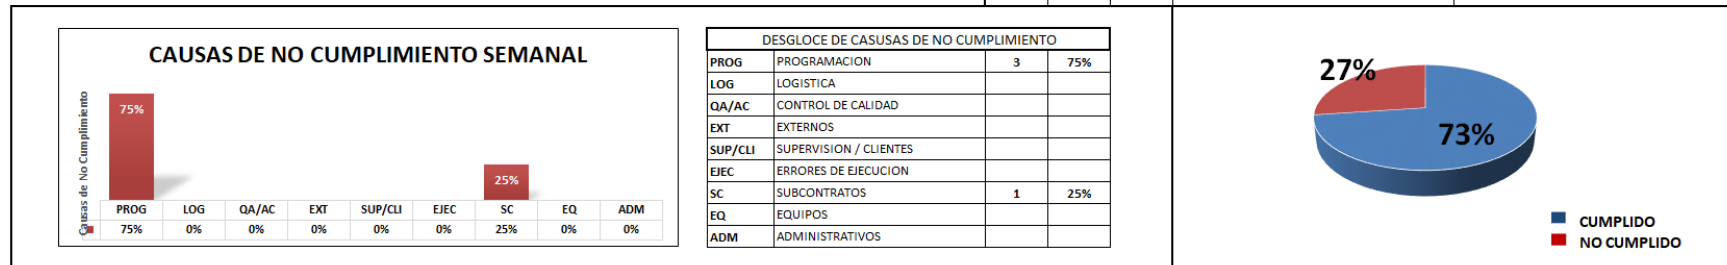 CAUSAS DE NO CUMPLIMIENTO SEMANAL
Causas de No Cumplimiento
75%
25%
PROG LOG QA/AC EXT SUP/CLI EJEC SC EQ ADM
75% 0% 0% 0% 0% 0% 25% 0% 0%
DESGLOCE DE CASUSAS DE NO CUMPLIMIENTO
PROG PROGRAMACION 3 75%
LOG LOGISTICA
QA/AC CONTROL DE CALIDAD
EXT EXTERNOS
SUP/CLI SUPERVISION / CLIENTES
EJEC ERRORES DE EJECUCION
SC SUBCONTRATOS 1 25%
EQ EQUIPOS
ADM ADMINISTRATIVOS
27%
73%
CUMPLIDO
NO CUMPLIDO